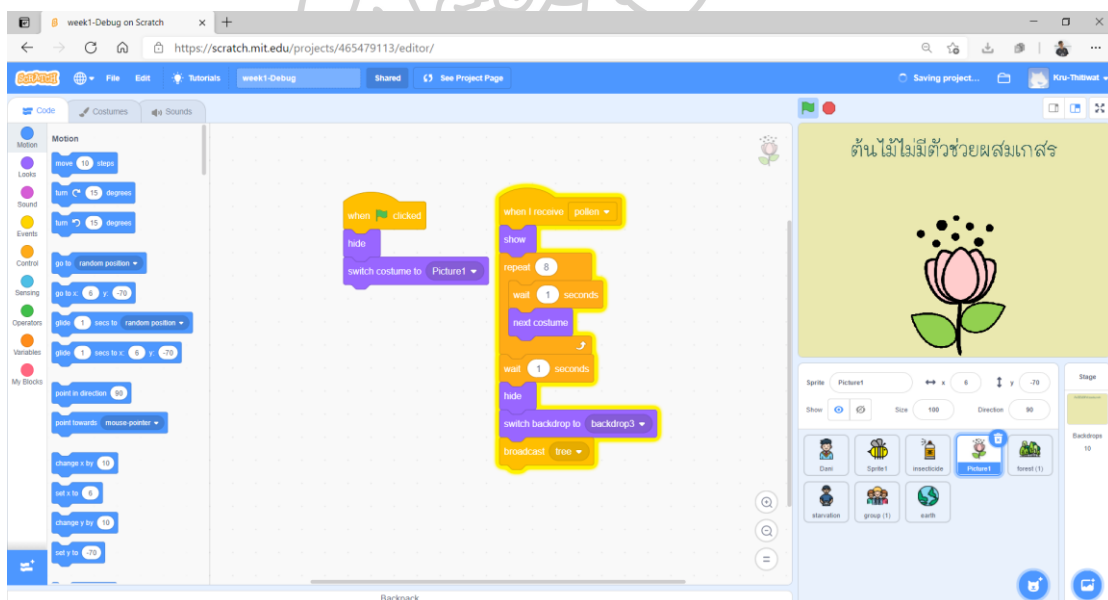 week1-Debug on Scratch
https://scratch.mit.edu/projects/465479113/editor/
SCRATCH File Edit Tutorials week1-Debug Shared See Project Page Saving project... Kru-Thitiwat
Code Costumes Sounds
Motion
Looks
Sound
Events
Control
Sensing
Operators
Variables
My Blocks
Motion
move 10 steps
turn 15 degrees
turn 15 degrees
go to random position
go to x: 6 y: -70
glide 1 secs to random position
glide 1 secs to x: 6 y: -70
point in direction 90
point towards mouse-pointer
change x by 10
set x to 6
change y by 10
set y to -70
when clicked
hide
switch costume to Picture1
when I receive pollen
show
repeat 8
wait 1 seconds
next costume
wait 1 seconds
hide
switch backdrop to backdrop3
broadcast tree
Backpack
ต้นไม้ไม่มีตัวช่วยผสมเกสร
Sprite Picture1 x 6 y -70
Show Size 100 Direction 90
Dani Sprite1 insecticide Picture1 forest (1)
starvation group (1) earth
Stage
Backdrops
10